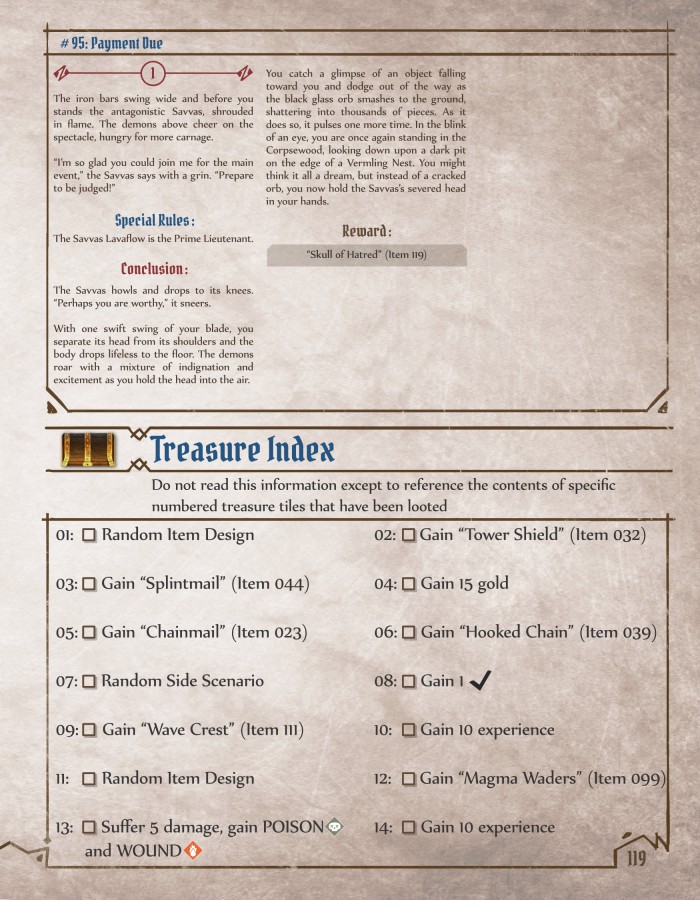 # 95: Payment Due
1
The iron bars swing wide and before you
stands the antagonistic Savvas, shrouded
in flame. The demons above cheer on the
spectacle, hungry for more carnage.
“I’m so glad you could join me for the main
event,” the Savvas says with a grin. “Prepare
to be judged!”
Special Rules:
The Savvas Lavaflow is the Prime Lieutenant.
Conclusion:
The Savvas howls and drops to its knees.
“Perhaps you are worthy,” it sneers.
With one swift swing of your blade, you
separate its head from its shoulders and the
body drops lifeless to the floor. The demons
roar with a mixture of indignation and
excitement as you hold the head into the air.
You catch a glimpse of an object falling
toward you and dodge out of the way as
the black glass orb smashes to the ground,
shattering into thousands of pieces. As it
does so, it pulses one more time. In the blink
of an eye, you are once again standing in the
Corpsewood, looking down upon a dark pit
on the edge of a Vermling Nest. You might
think it all a dream, but instead of a cracked
orb, you now hold the Savvas’s severed head
in your hands.
Reward:
“Skull of Hatred” (Item 119)
Treasure Index
Do not read this information except to reference the contents of specific
numbered treasure tiles that have been looted
01: Random Item Design
02: Gain “Tower Shield” (Item 032)
03: Gain “Splintmail” (Item 044)
04: Gain 15 gold
05: Gain “Chainmail” (Item 023)
06: Gain “Hooked Chain” (Item 039)
07: Random Side Scenario
08: Gain 1
09: Gain “Wave Crest” (Item 111)
10: Gain 10 experience
11: Random Item Design
12: Gain “Magma Waders” (Item 099)
13: Suffer 5 damage, gain POISON
and WOUND
14: Gain 10 experience
119